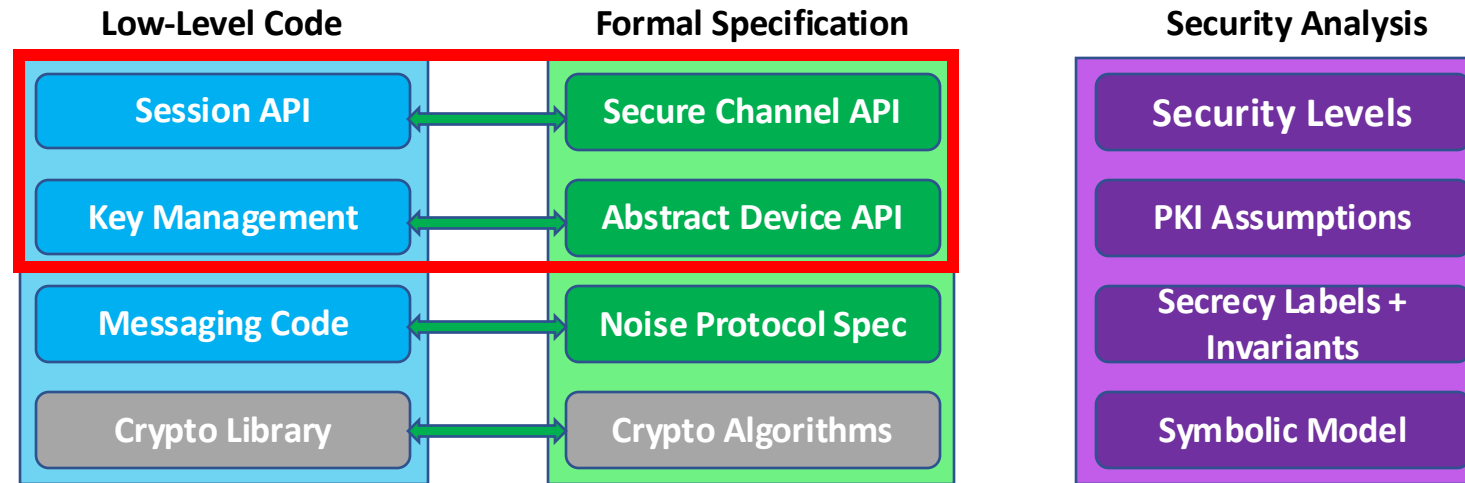 Low-Level Code
Formal Specification
Security Analysis
Session API
Secure Channel API
Security Levels
Key Management
Abstract Device API
PKI Assumptions
Messaging Code
Noise Protocol Spec
Secrecy Labels +
Invariants
Crypto Library
Crypto Algorithms
Symbolic Model